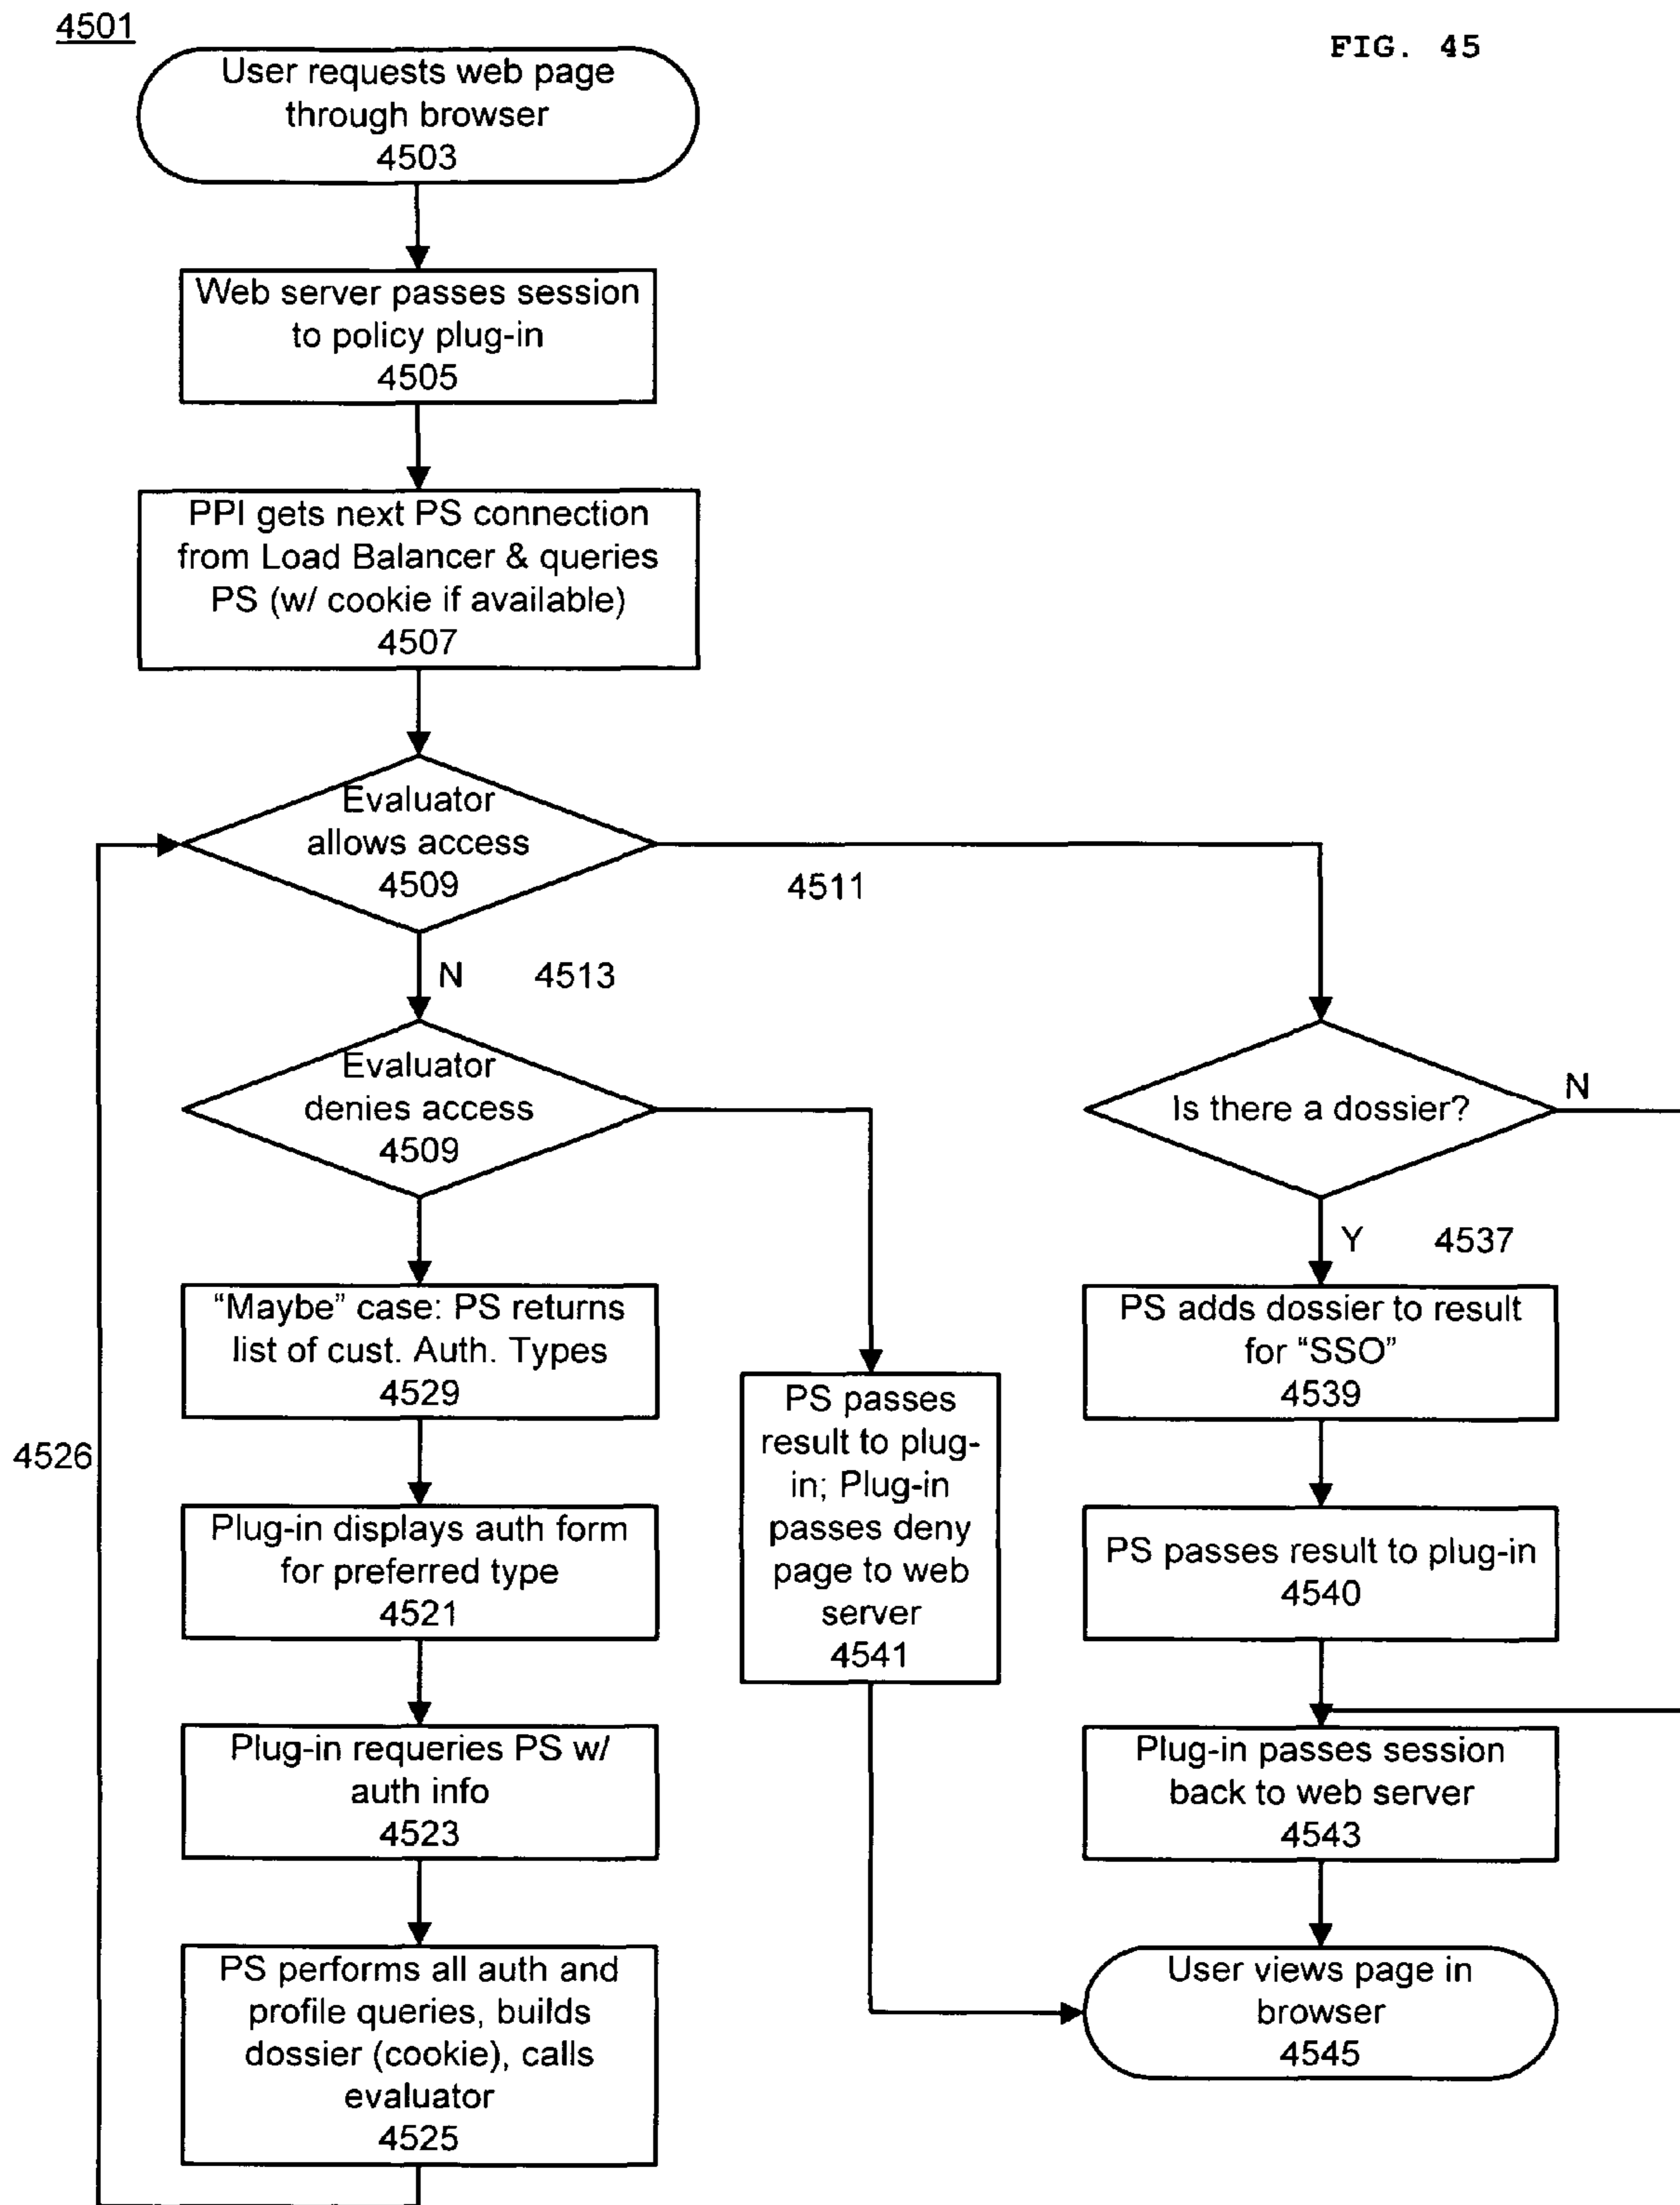 4501
FIG. 45
User requests web page
through browser
4503
Web server passes session
to policy plug-in
4505
PPI gets next PS connection
from Load Balancer & queries
PS (w/ cookie if available)
4507
Evaluator
allows access
4509
4511
N
4513
Evaluator
denies access
4509
Is there a dossier?
N
Y
4537
"Maybe" case: PS returns
list of cust. Auth. Types
4529
PS adds dossier to result
for "SSO"
4539
4526
PS passes
result to plug-
in; Plug-in
passes deny
page to web
server
4541
Plug-in displays auth form
for preferred type
4521
PS passes result to plug-in
4540
Plug-in requeries PS w/
auth info
4523
Plug-in passes session
back to web server
4543
PS performs all auth and
profile queries, builds
dossier (cookie), calls
evaluator
4525
User views page in
browser
4545